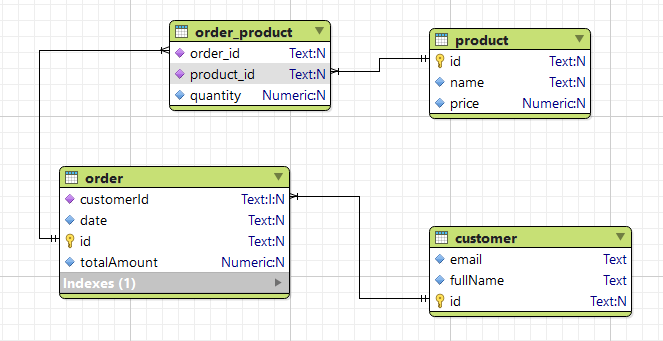 order_product
order_id Text:N
product_id Text:N
quantity Numeric:N
product
id Text:N
name Text:N
price Numeric:N
order
customerId Text:I:N
date Text:N
id Text:N
totalAmount Numeric:N
Indexes (1)
customer
email Text
fullName Text
id Text:N